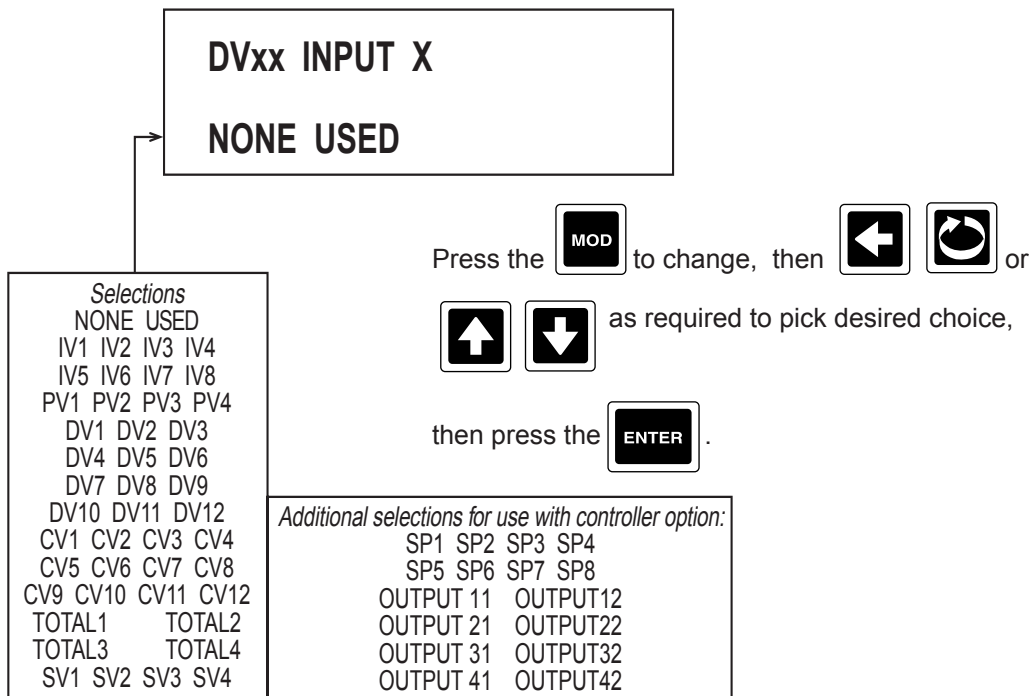 DVxx INPUT X
NONE USED
Press the MOD to change, then or
as required to pick desired choice,
then press the ENTER .
Selections
NONE USED
IV1 IV2 IV3 IV4
IV5 IV6 IV7 IV8
PV1 PV2 PV3 PV4
DV1 DV2 DV3
DV4 DV5 DV6
DV7 DV8 DV9
DV10 DV11 DV12
CV1 CV2 CV3 CV4
CV5 CV6 CV7 CV8
CV9 CV10 CV11 CV12
TOTAL1 TOTAL2
TOTAL3 TOTAL4
SV1 SV2 SV3 SV4
Additional selections for use with controller option:
SP1 SP2 SP3 SP4
SP5 SP6 SP7 SP8
OUTPUT 11 OUTPUT12
OUTPUT 21 OUTPUT22
OUTPUT 31 OUTPUT32
OUTPUT 41 OUTPUT42